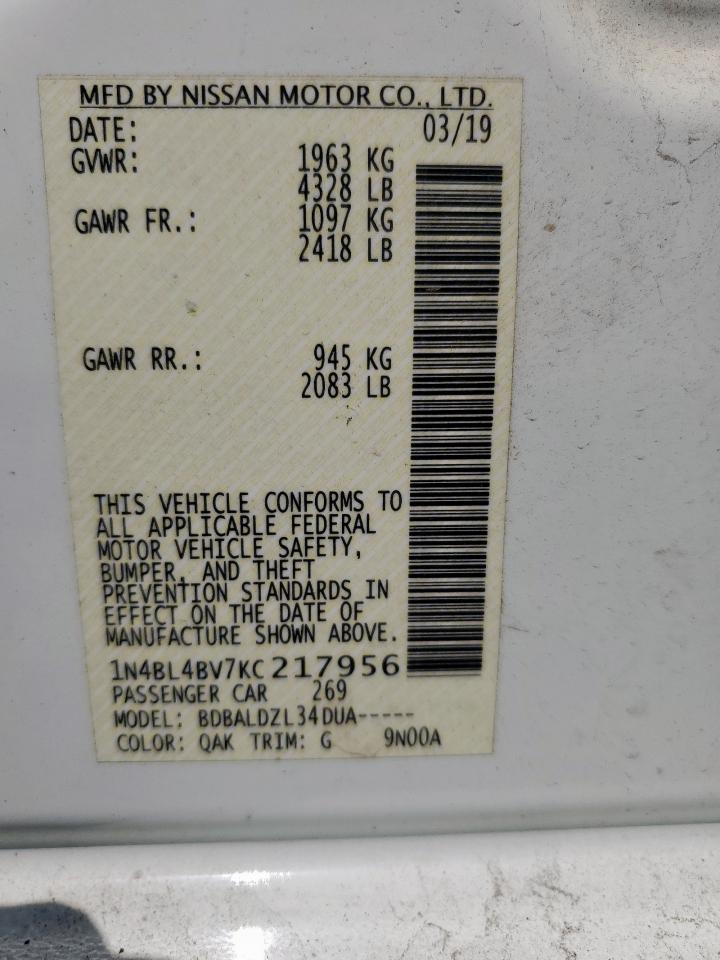 MFD BY NISSAN MOTOR CO., LTD.
DATE: 03/19
GVWR: 1963 KG
4328 LB
GAWR FR.: 1097 KG
2418 LB
GAWR RR.: 945 KG
2083 LB
THIS VEHICLE CONFORMS TO
ALL APPLICABLE FEDERAL
MOTOR VEHICLE SAFETY,
BUMPER, AND THEFT
PREVENTION STANDARDS IN
EFFECT ON THE DATE OF
MANUFACTURE SHOWN ABOVE.
1N4BL4BV7KC217956
PASSENGER CAR 269
MODEL: BDBALDZL34DUA-----
COLOR: QAK TRIM: G 9N00A